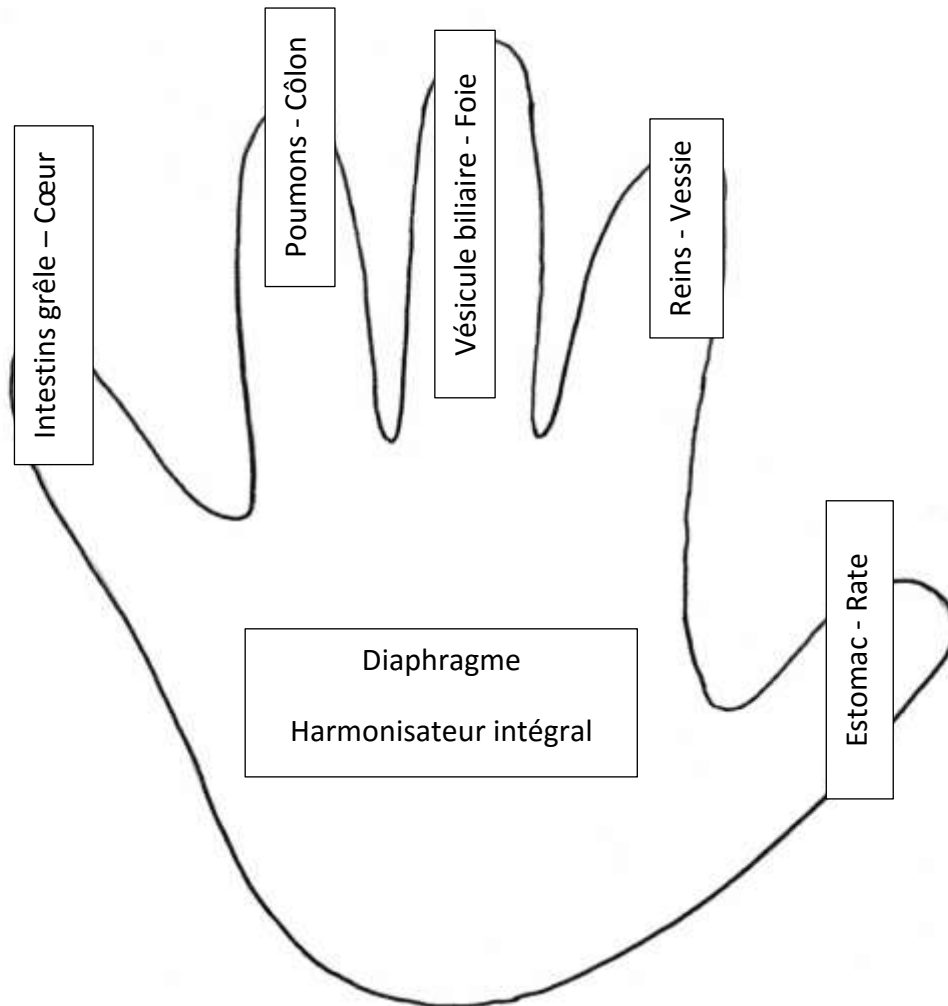 Intestins grêle – Cœur
Poumons - Côlon
Vésicule biliaire - Foie
Reins - Vessie
Estomac - Rate
Diaphragme
Harmonisateur intégral